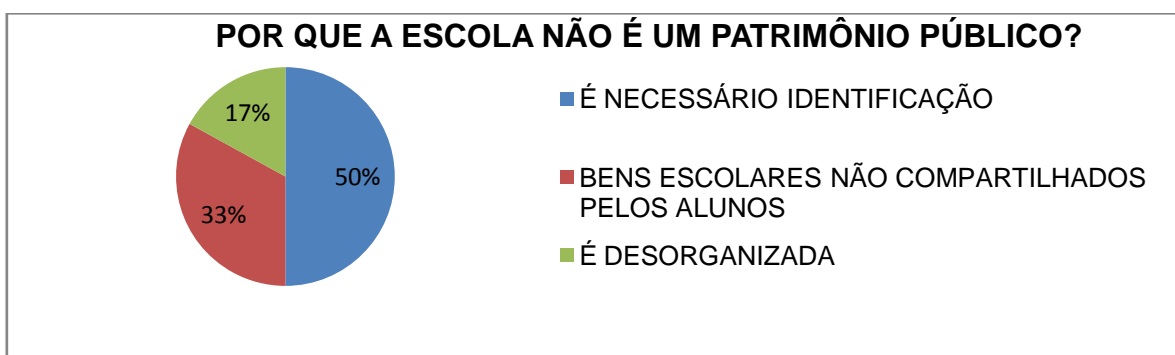 POR QUE A ESCOLA NÃO É UM PATRIMÔNIO PÚBLICO?
17%
50%
33%
É NECESSÁRIO IDENTIFICAÇÃO
BENS ESCOLARES NÃO COMPARTILHADOS
PELOS ALUNOS
É DESORGANIZADA